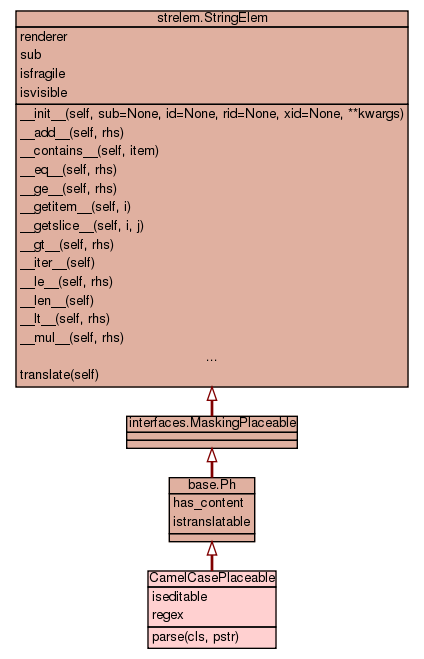 strelem.StringElem
renderer
sub
isfragile
isvisible
__init__(self, sub=None, id=None, rid=None, xid=None, **kwargs)
__add__(self, rhs)
__contains__(self, item)
__eq__(self, rhs)
__ge__(self, rhs)
__getitem__(self, i)
__getslice__(self, i, j)
__gt__(self, rhs)
__iter__(self)
__le__(self, rhs)
__len__(self)
__lt__(self, rhs)
__mul__(self, rhs)
...
translate(self)
interfaces.MaskingPlaceable
base.Ph
has_content
istranslatable
CamelCasePlaceable
iseditable
regex
parse(cls, pstr)